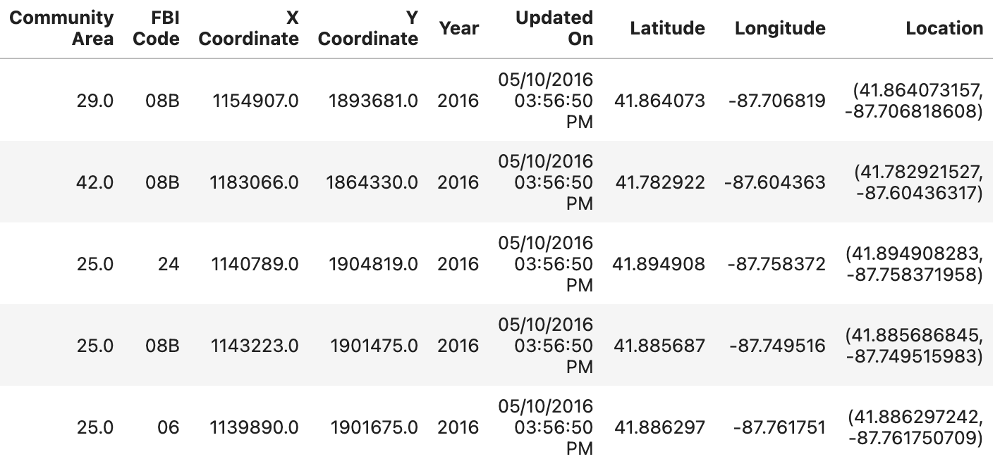 Community Area FBI Code X Coordinate Y Coordinate Year Updated On Latitude Longitude Location
29.0 08B 1154907.0 1893681.0 2016 05/10/2016 03:56:50 PM 41.864073 -87.706819 (41.864073157, -87.706818608)
42.0 08B 1183066.0 1864330.0 2016 05/10/2016 03:56:50 PM 41.782922 -87.604363 (41.782921527, -87.60436317)
25.0 24 1140789.0 1904819.0 2016 05/10/2016 03:56:50 PM 41.894908 -87.758372 (41.894908283, -87.758371958)
25.0 08B 1143223.0 1901475.0 2016 05/10/2016 03:56:50 PM 41.885687 -87.749516 (41.885686845, -87.749515983)
25.0 06 1139890.0 1901675.0 2016 05/10/2016 03:56:50 PM 41.886297 -87.761751 (41.886297242, -87.761750709)